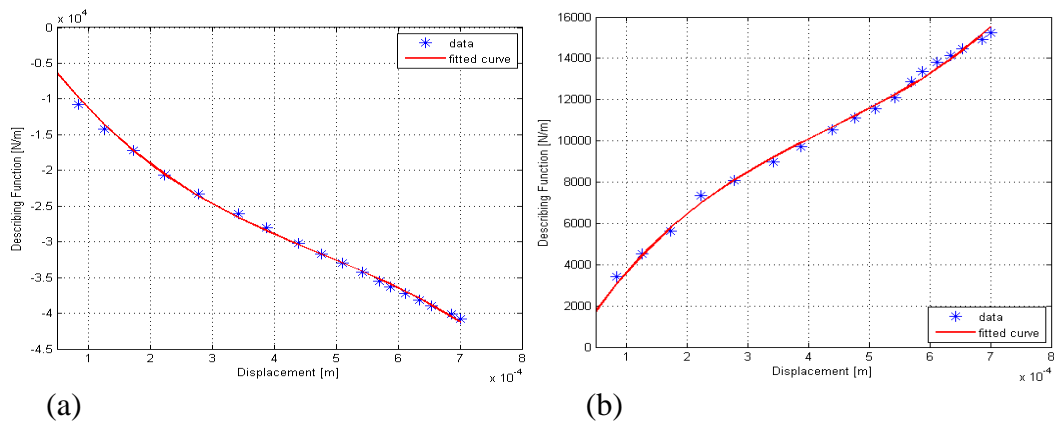 x 10^4
0
-0.5
-1
-1.5
-2
-2.5
-3
-3.5
-4
-4.5
Describing Function [N/m]
data
fitted curve
1 2 3 4 5 6 7 8
Displacement [m]
x 10^-4
(a)
16000
14000
12000
10000
8000
6000
4000
2000
0
Describing Function [N/m]
data
fitted curve
1 2 3 4 5 6 7 8
Displacement [m]
x 10^-4
(b)